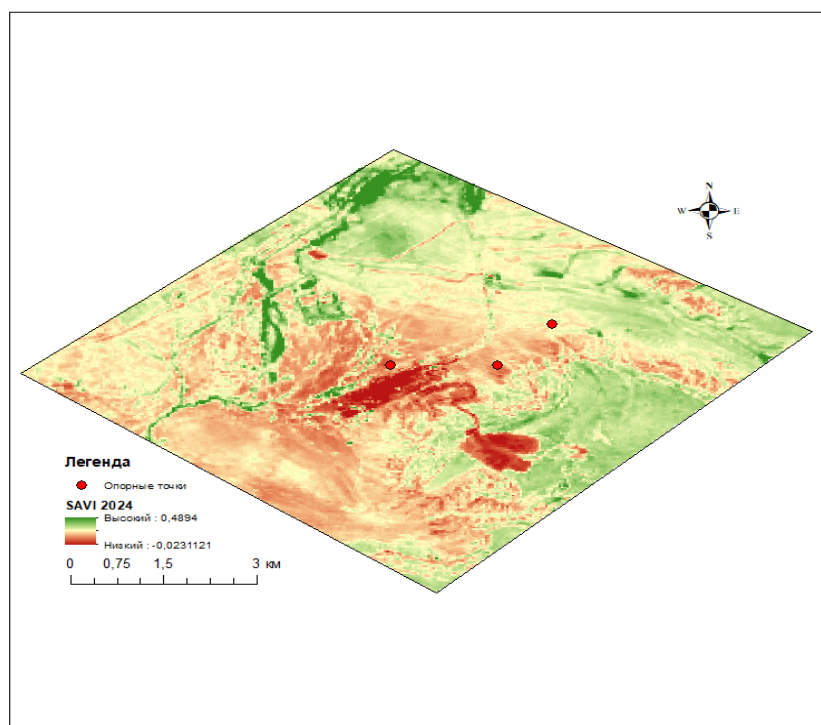 N
W E
S
Легенда
Опорные точки
SAVI 2024
Высокий : 0,4894
Низкий : -0,0231121
0 0,75 1,5 3 км